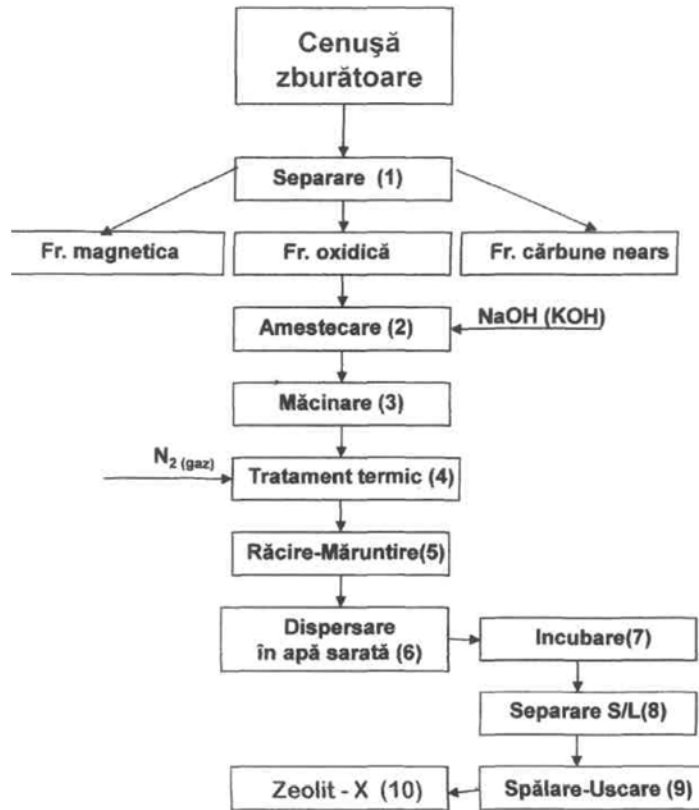 Cenuşă
zburătoare
Separare (1)
Fr. magnetica
Fr. oxidică
Fr. cărbune nears
Amestecare (2)
NaOH (KOH)
Măcinare (3)
N2 (gaz)
Tratament termic (4)
Răcire-Măruntire(5)
Dispersare
în apă sarată (6)
Incubare(7)
Separare S/L(8)
Spălare-Uscare (9)
Zeolit - X (10)